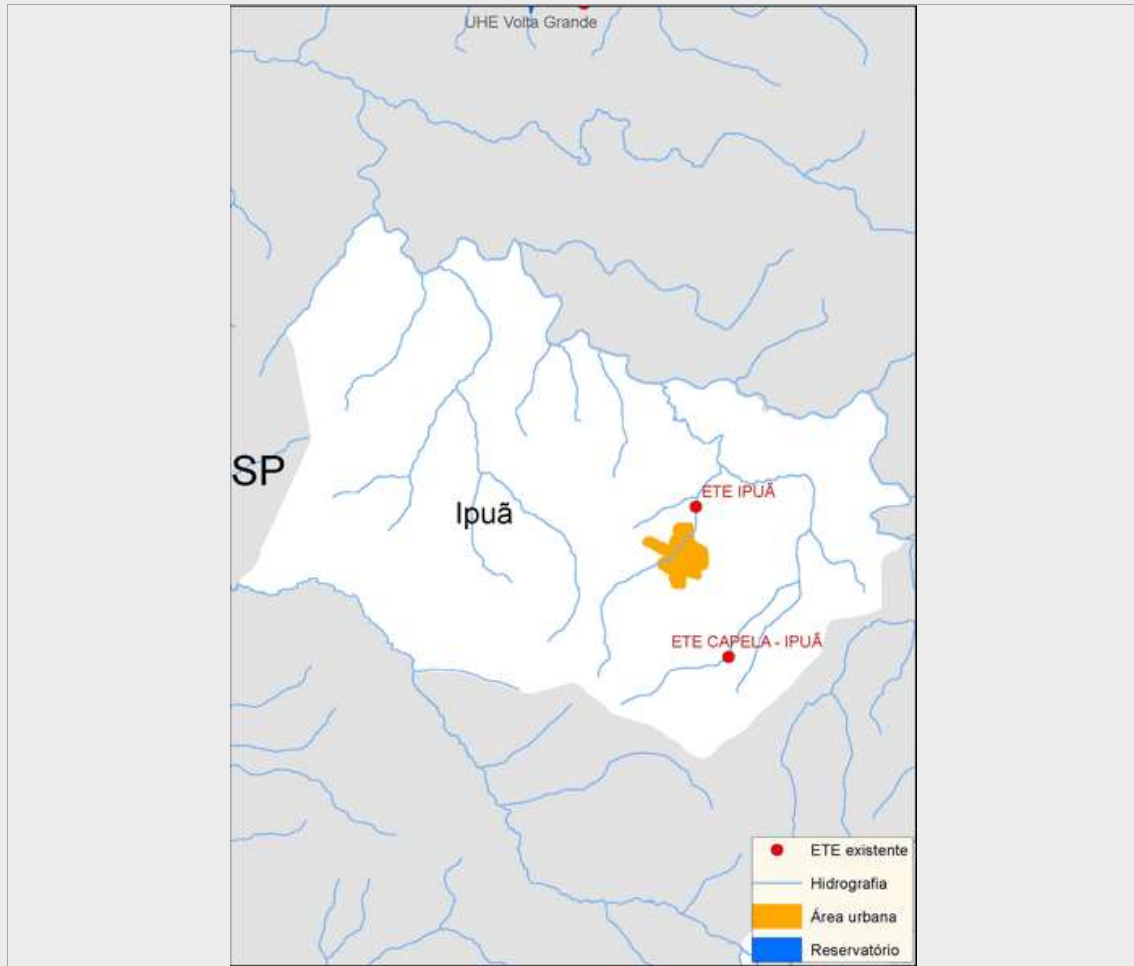 UHE Volta Grande
SP
Ipuã
ETE IPUÃ
ETE CAPELA - IPUÃ
ETE existente
Hidrografia
Área urbana
Reservatório